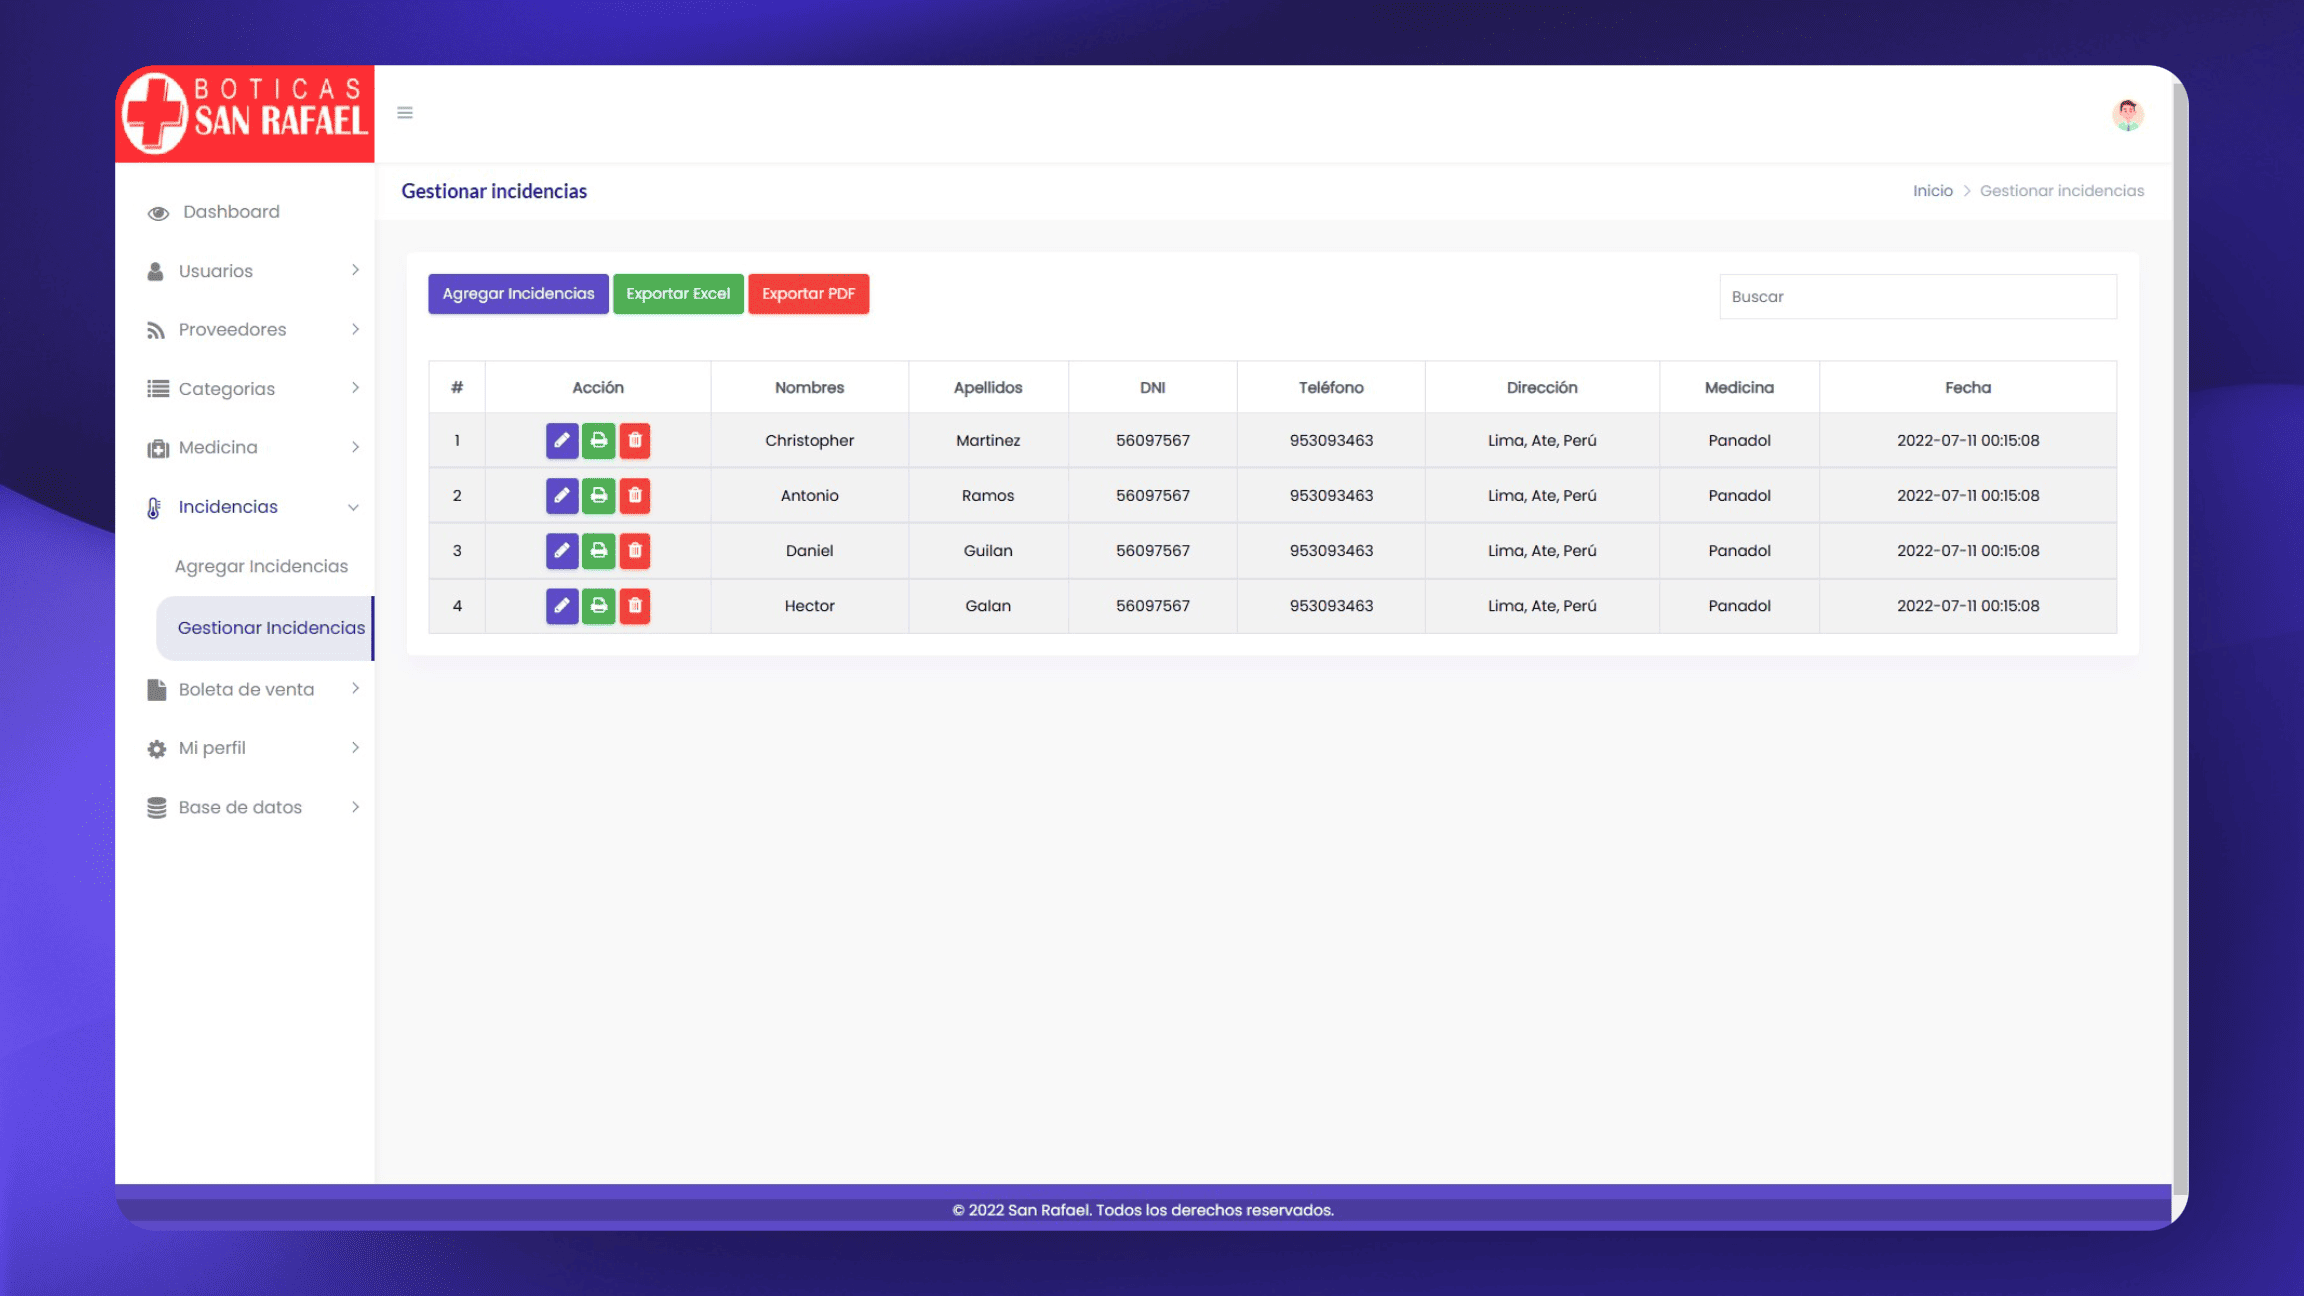 BOTICAS
SAN RAFAEL
Gestionar incidencias
Inicio > Gestionar incidencias
Dashboard
Usuarios
Proveedores
Categorias
Medicina
Incidencias
Agregar Incidencias
Gestionar Incidencias
Boleta de venta
Mi perfil
Base de datos
Agregar Incidencias Exportar Excel Exportar PDF
Buscar
# Acción Nombres Apellidos DNI Teléfono Dirección Medicina Fecha
1 Christopher Martinez 56097567 953093463 Lima, Ate, Perú Panadol 2022-07-11 00:15:08
2 Antonio Ramos 56097567 953093463 Lima, Ate, Perú Panadol 2022-07-11 00:15:08
3 Daniel Guilan 56097567 953093463 Lima, Ate, Perú Panadol 2022-07-11 00:15:08
4 Hector Galan 56097567 953093463 Lima, Ate, Perú Panadol 2022-07-11 00:15:08
© 2022 San Rafael. Todos los derechos reservados.